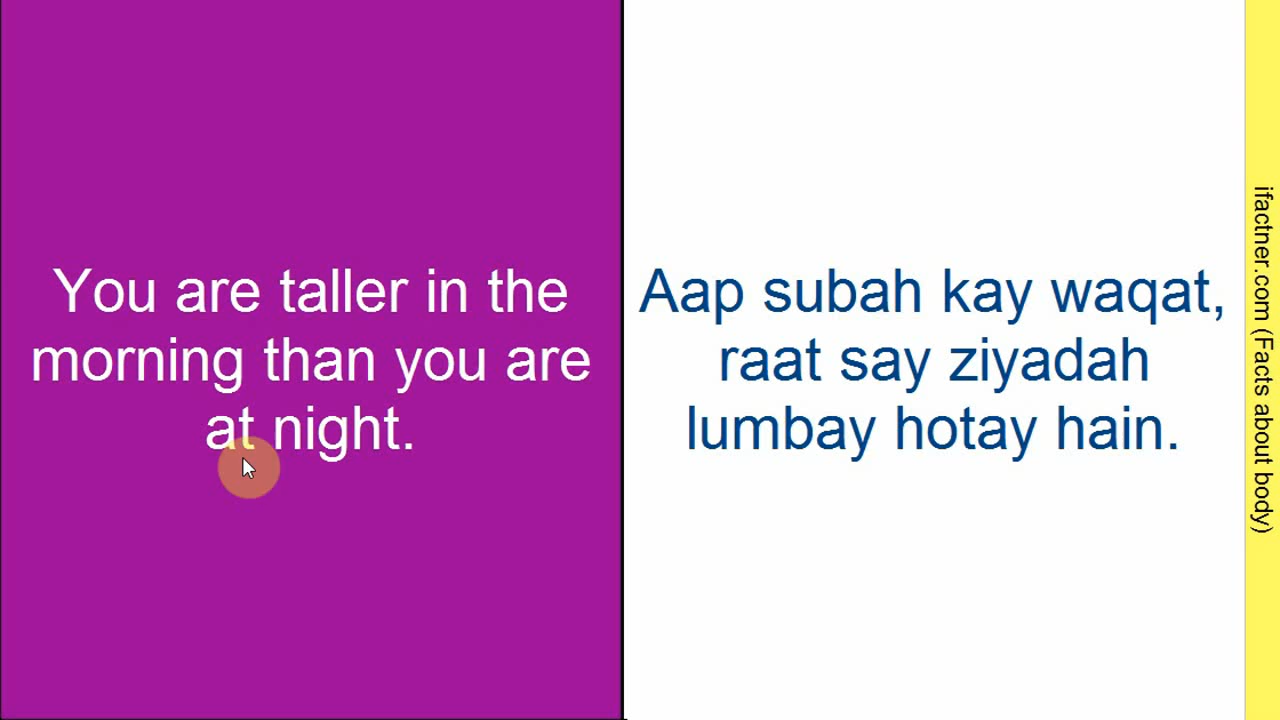 You are taller in the
morning than you are
at night.
Aap subah kay waqat,
raat say ziyadah
lumbay hotay hain.
ifactner.com (Facts about body)